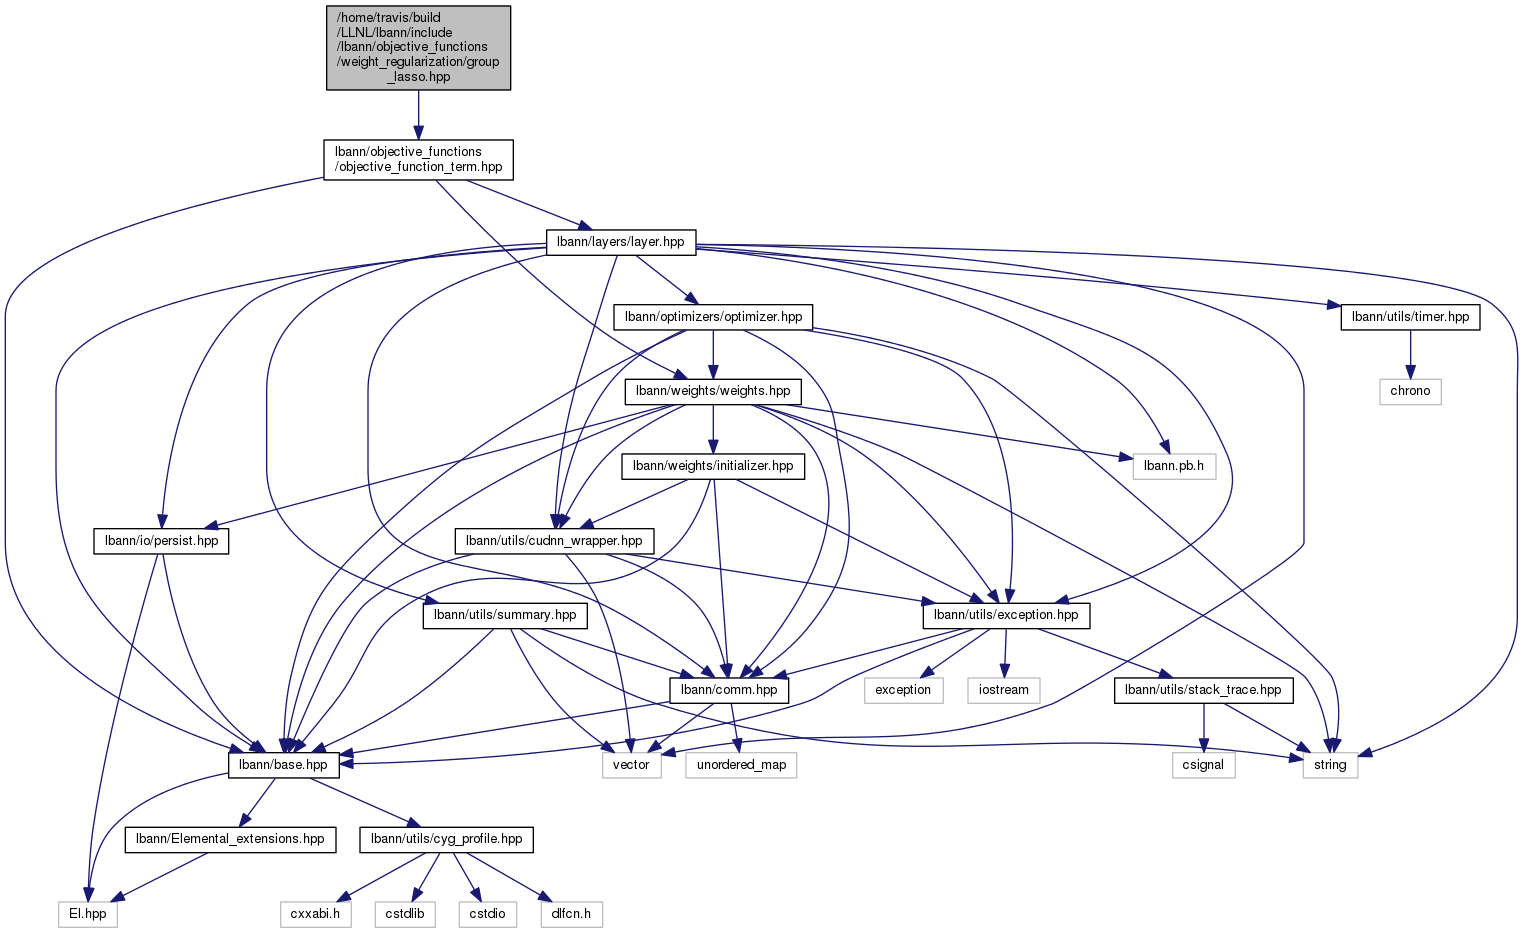 /home/travis/build
/LLNL/lbann/include
/lbann/objective_functions
/weight_regularization/group
_lasso.hpp
lbann/objective_functions
/objective_function_term.hpp
lbann/layers/layer.hpp
lbann/optimizers/optimizer.hpp
lbann/utils/timer.hpp
lbann/weights/weights.hpp
chrono
lbann/weights/initializer.hpp
lbann.pb.h
lbann/io/persist.hpp
lbann/utils/cudnn_wrapper.hpp
lbann/utils/summary.hpp
lbann/utils/exception.hpp
lbann/comm.hpp
exception
iostream
lbann/utils/stack_trace.hpp
lbann/base.hpp
vector
unordered_map
csignal
string
lbann/Elemental_extensions.hpp
lbann/utils/cyg_profile.hpp
El.hpp
cxxabi.h
cstdlib
cstdio
dlfcn.h